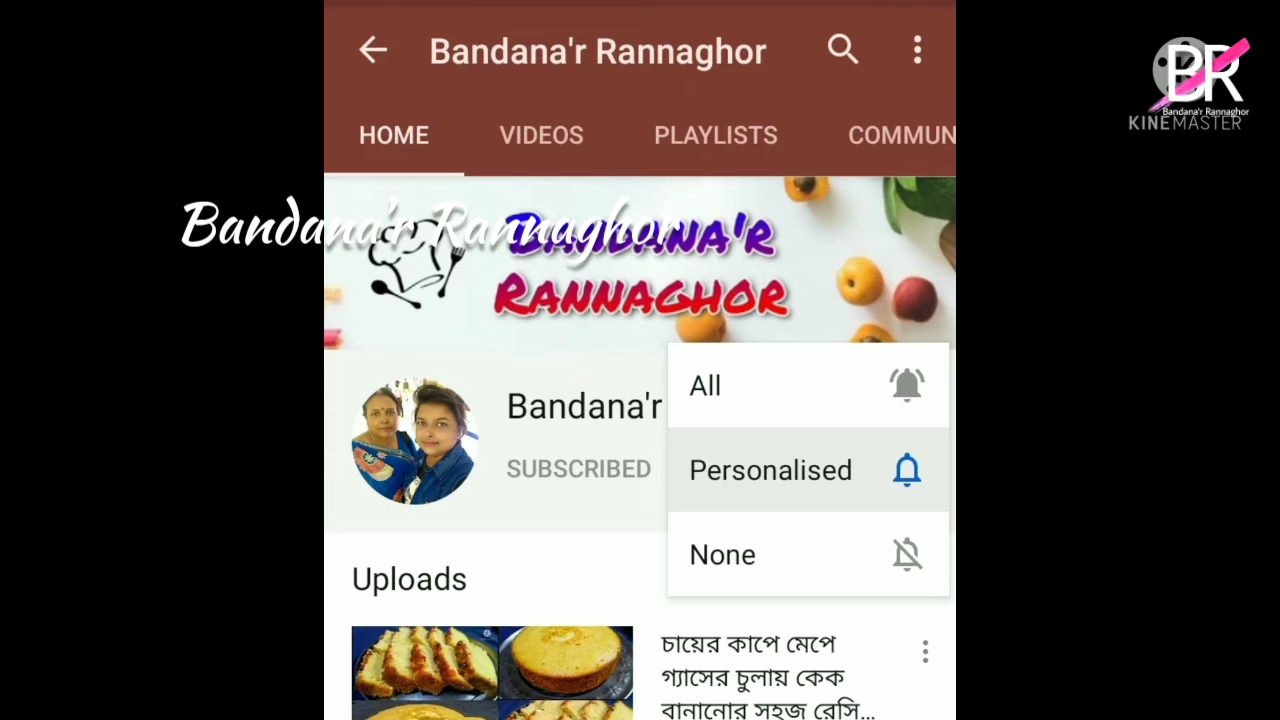 Bandana'r Rannaghor
BR
Bandana'r Rannaghor
KINEMASTER
HOME VIDEOS PLAYLISTS COMMUN
Bandana'r Rannaghor
BANDANA'R
RANNAGHOR
All
Bandana'r
Personalised
SUBSCRIBED
None
Uploads
চায়ের কাপে মেপে
গ্যাসের চুলায় কেক
বানানোর সহজ রেসি...